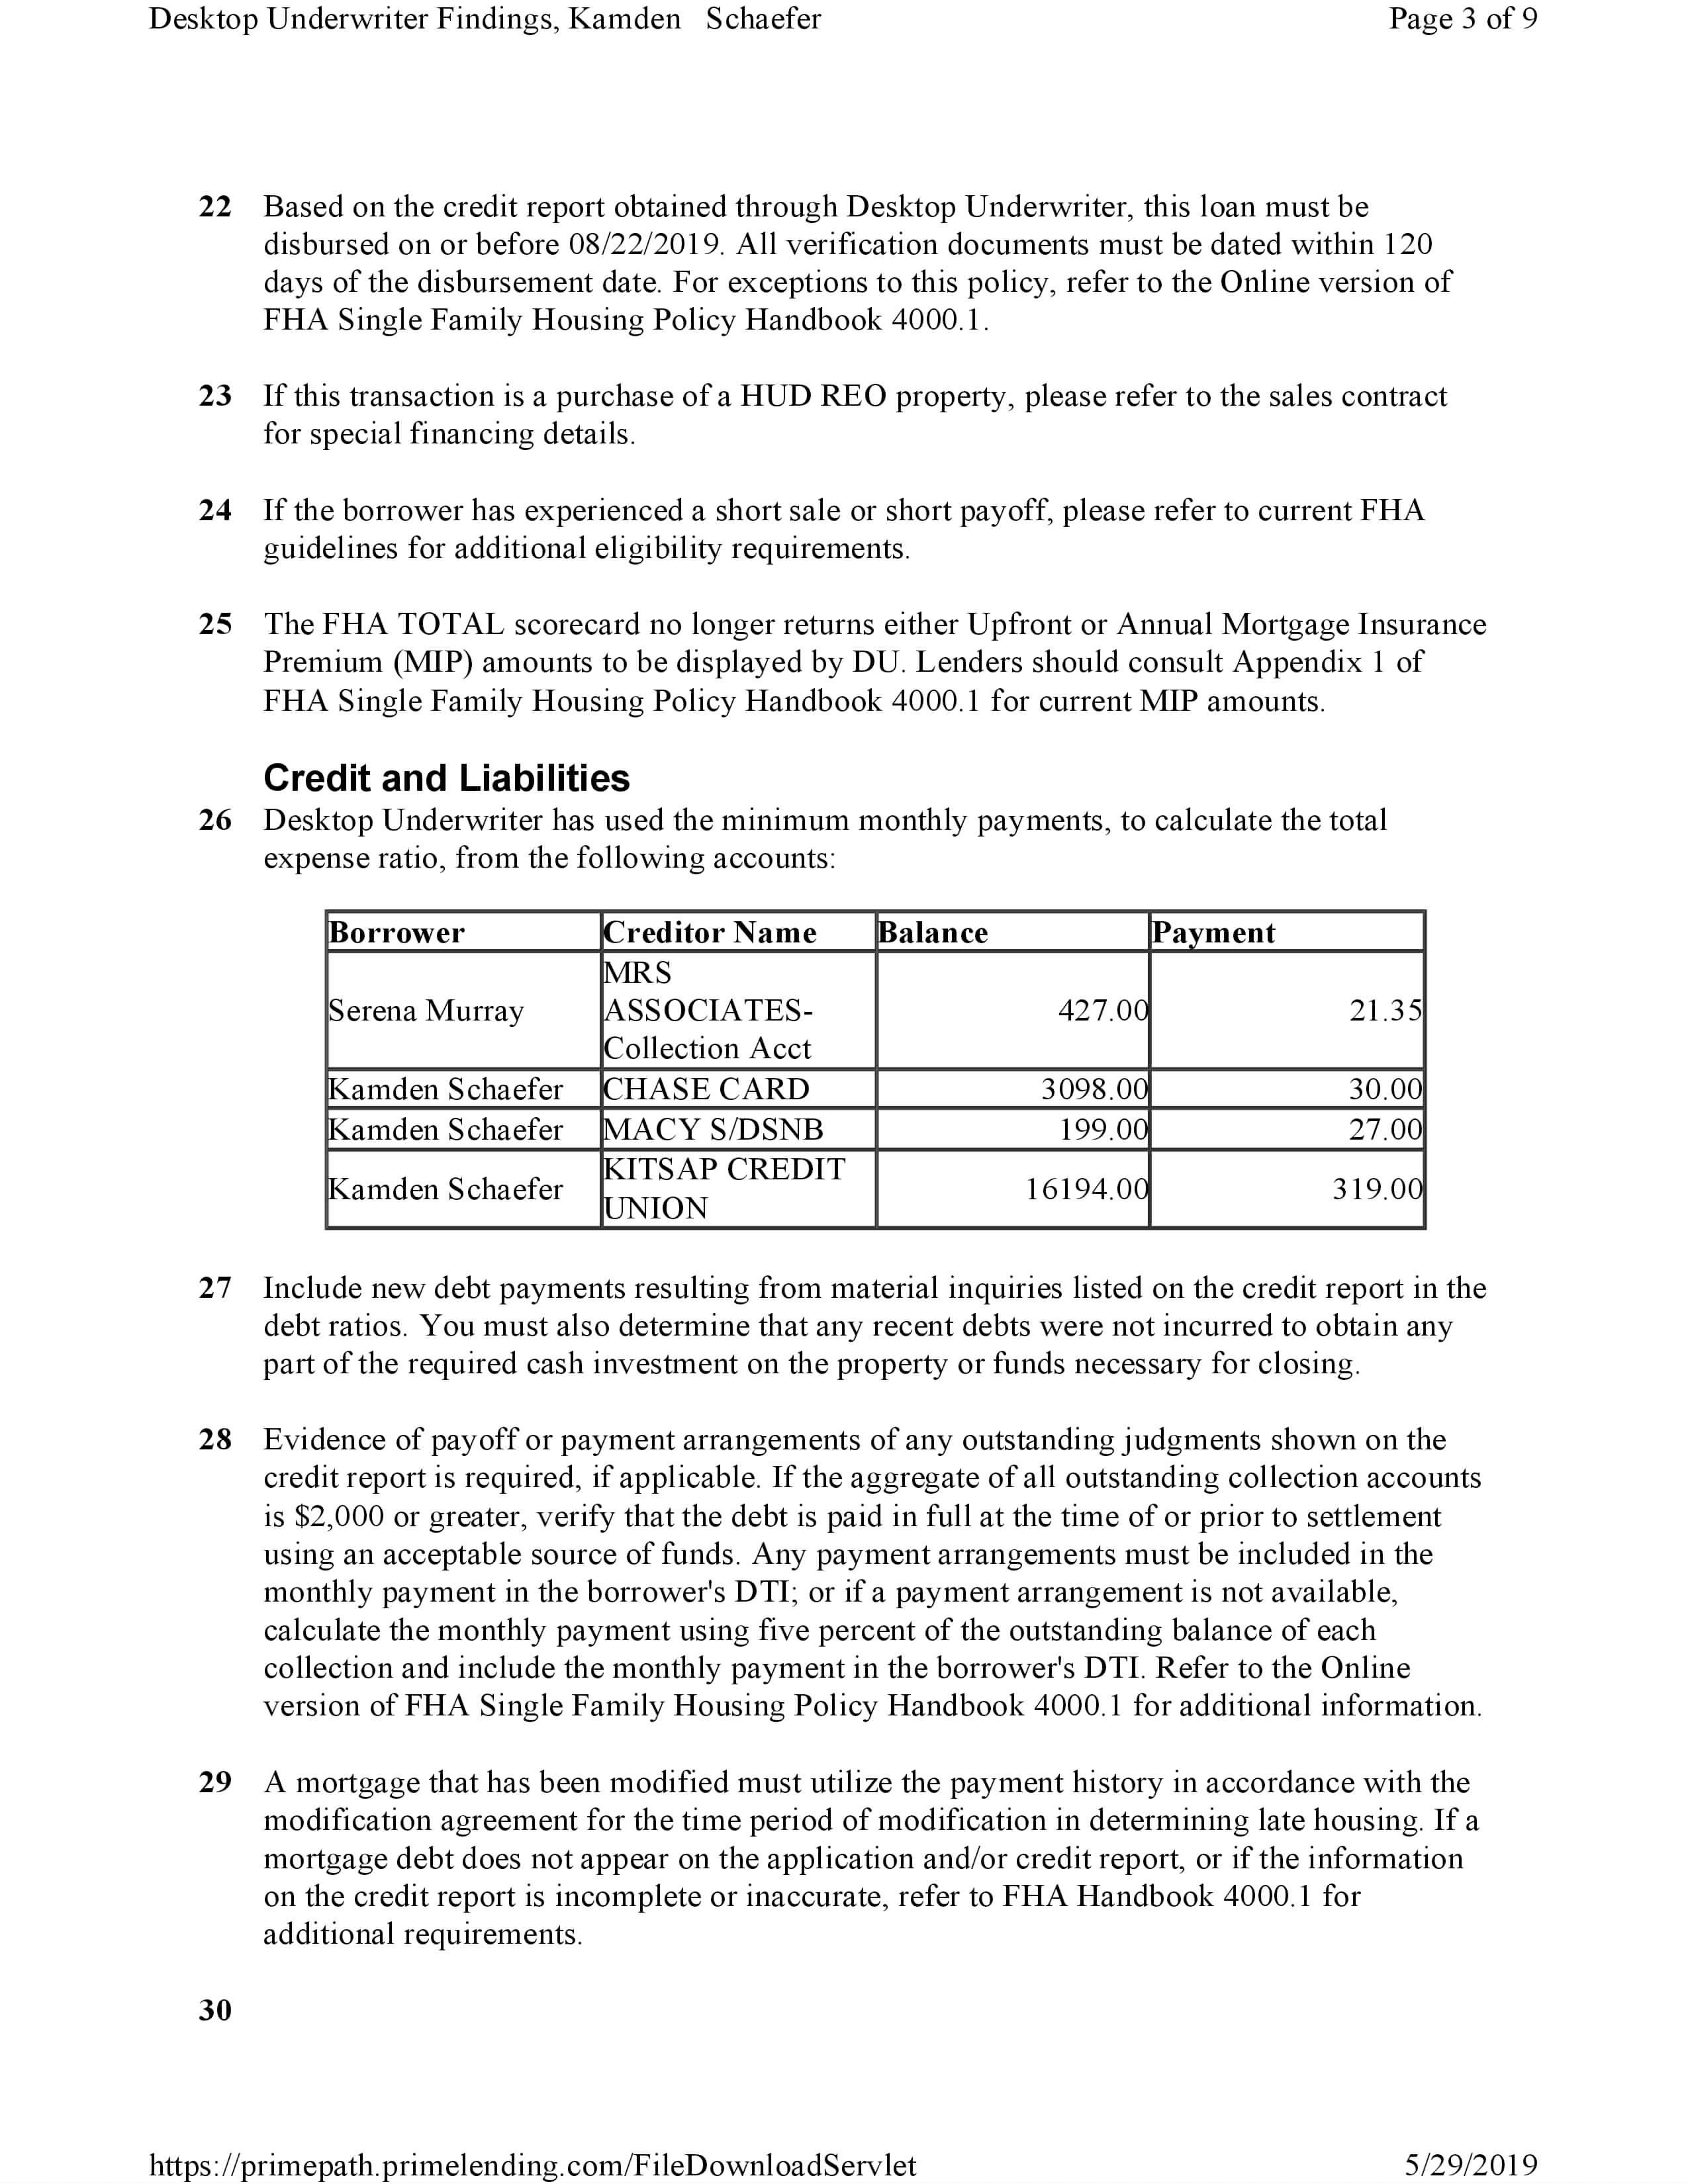 Desktop Underwriter Findings, Kamden Schaefer Page 3 of 9
22 Based on the credit report obtained through Desktop Underwriter, this loan must be
disbursed on or before 08/22/2019. All verification documents must be dated within 120
days of the disbursement date. For exceptions to this policy, refer to the Online version of
FHA Single Family Housing Policy Handbook 4000.1.
23 If this transaction is a purchase of a HUD REO property, please refer to the sales contract
for special financing details.
24 If the borrower has experienced a short sale or short payoff, please refer to current FHA
guidelines for additional eligibility requirements.
25 The FHA TOTAL scorecard no longer returns either Upfront or Annual Mortgage Insurance
Premium (MIP) amounts to be displayed by DU. Lenders should consult Appendix 1 of
FHA Single Family Housing Policy Handbook 4000.1 for current MIP amounts.
Credit and Liabilities
26 Desktop Underwriter has used the minimum monthly payments, to calculate the total
expense ratio, from the following accounts:
Borrower Creditor Name Balance Payment
MRS
Serena Murray ASSOCIATES- 427.00 21.35
Collection Acct
Kamden Schaefer CHASE CARD 3098.00 30.00
Kamden Schaefer MACY S/DSNB 199.00 27.00
KITSAP CREDIT
Kamden Schaefer 16194.00 319.00
UNION
27 Include new debt payments resulting from material inquiries listed on the credit report in the
debt ratios. You must also determine that any recent debts were not incurred to obtain any
part of the required cash investment on the property or funds necessary for closing.
28 Evidence of payoff or payment arrangements of any outstanding judgments shown on the
credit report is required, if applicable. If the aggregate of all outstanding collection accounts
is $2,000 or greater, verify that the debt is paid in full at the time of or prior to settlement
using an acceptable source of funds. Any payment arrangements must be included in the
monthly payment in the borrower's DTI; or if a payment arrangement is not available,
calculate the monthly payment using five percent of the outstanding balance of each
collection and include the monthly payment in the borrower's DTI. Refer to the Online
version of FHA Single Family Housing Policy Handbook 4000.1 for additional information.
29 A mortgage that has been modified must utilize the payment history in accordance with the
modification agreement for the time period of modification in determining late housing. If a
mortgage debt does not appear on the application and/or credit report, or if the information
on the credit report is incomplete or inaccurate, refer to FHA Handbook 4000.1 for
additional requirements.
30
https://primepath.primelending.com/FileDownloadServlet 5/29/2019